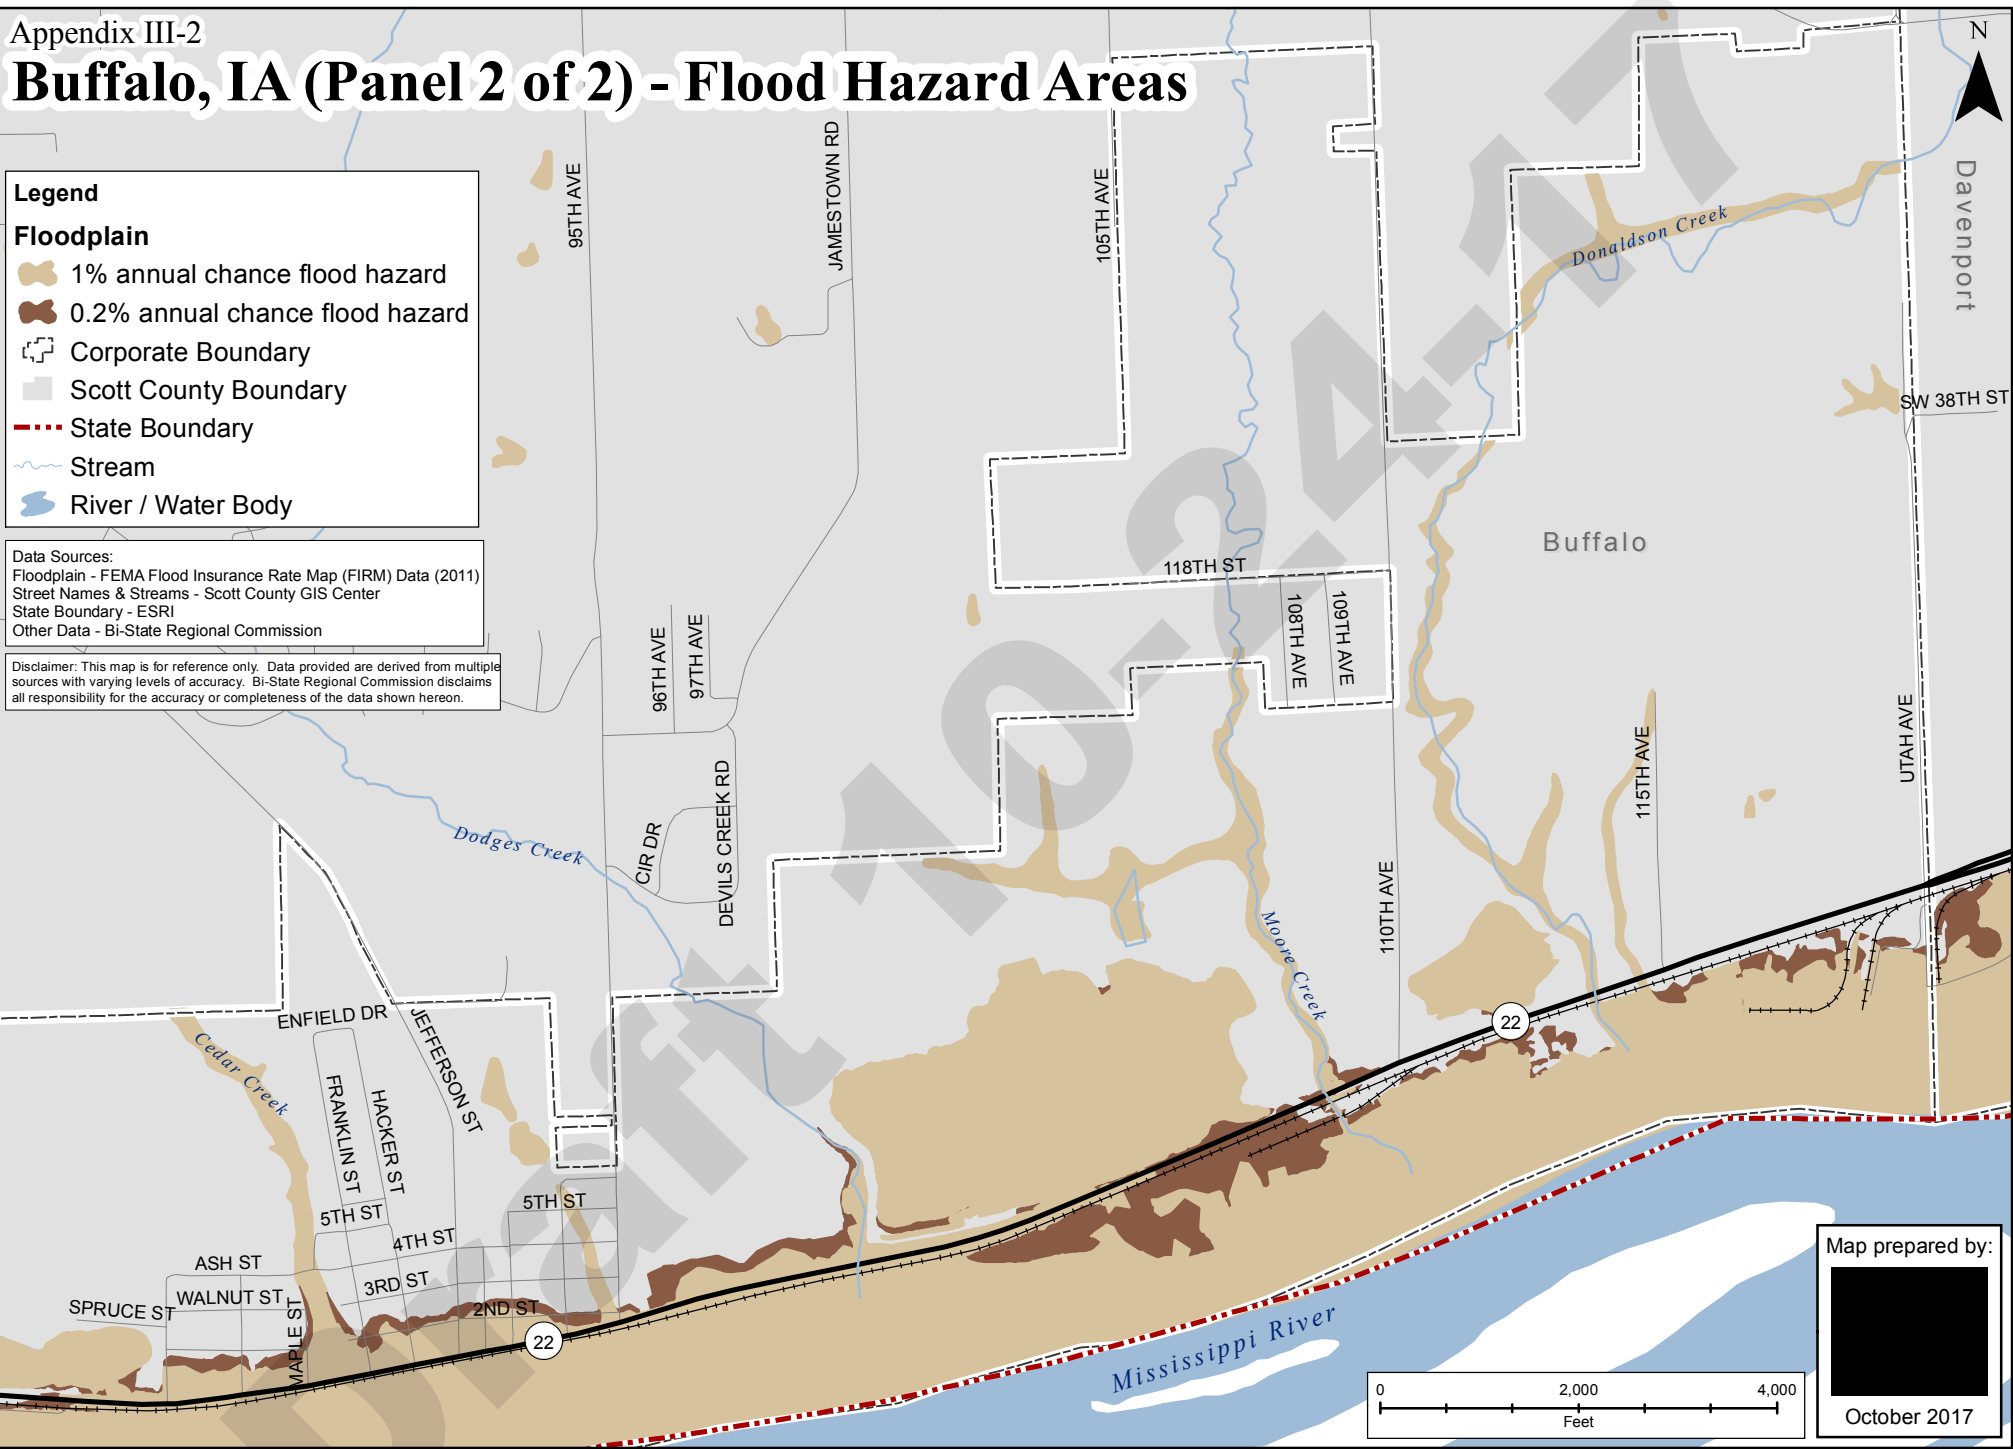 Appendix III-2
Buffalo, IA (Panel 2 of 2) - Flood Hazard Areas
N
Legend
Floodplain
1% annual chance flood hazard
0.2% annual chance flood hazard
Corporate Boundary
Scott County Boundary
State Boundary
Stream
River / Water Body
Data Sources:
Floodplain - FEMA Flood Insurance Rate Map (FIRM) Data (2011)
Street Names & Streams - Scott County GIS Center
State Boundary - ESRI
Other Data - Bi-State Regional Commission
Disclaimer: This map is for reference only. Data provided are derived from multiple
sources with varying levels of accuracy. Bi-State Regional Commission disclaims
all responsibility for the accuracy or completeness of the data shown hereon.
95TH AVE
JAMESTOWN RD
105TH AVE
Donaldson Creek
Davenport
SW 38TH ST
Buffalo
118TH ST
108TH AVE
109TH AVE
96TH AVE
97TH AVE
115TH AVE
UTAH AVE
Dodges Creek
CIR DR
DEVILS CREEK RD
110TH AVE
Moore Creek
22
ENFIELD DR
JEFFERSON ST
Cedar Creek
FRANKLIN ST
HACKER ST
5TH ST
5TH ST
4TH ST
ASH ST
3RD ST
WALNUT ST
SPRUCE ST
MAPLE ST
2ND ST
22
Mississippi River
Draft 10-24-17
0 2,000 4,000
Feet
Map prepared by:
October 2017